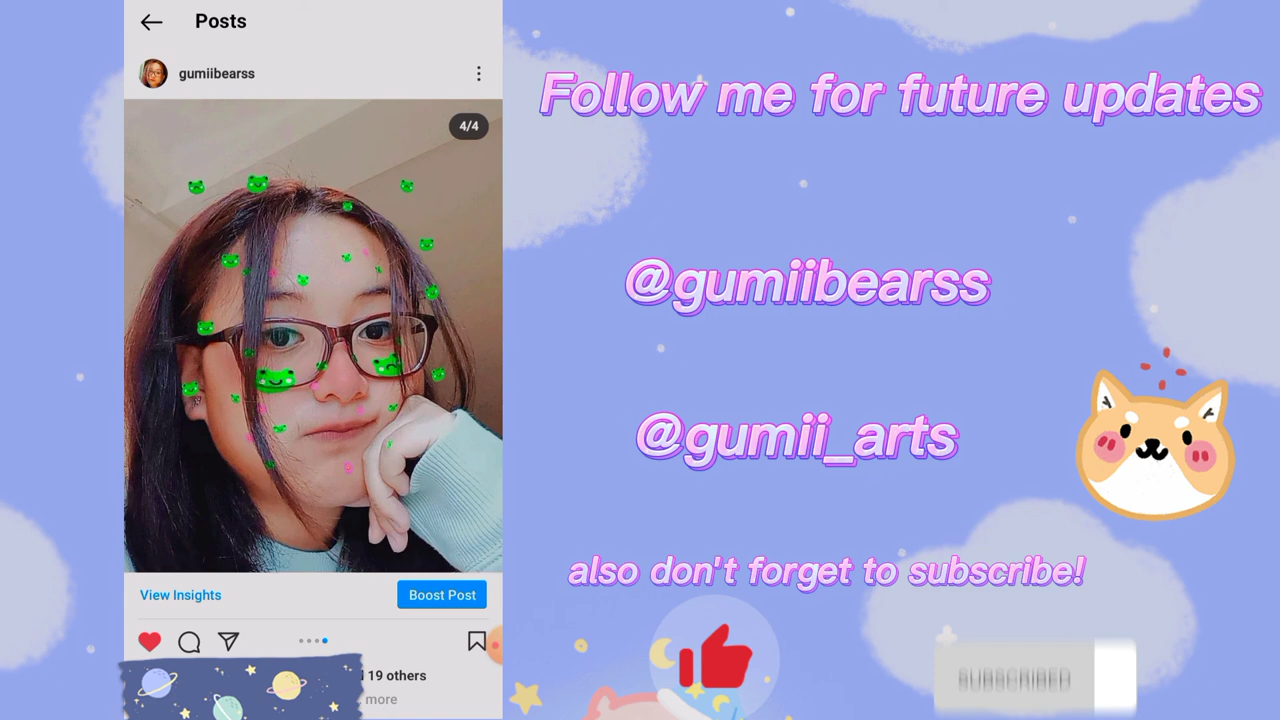 Posts
gumiibearss
4/4
View Insights
Boost Post
19 others
more
Follow me for future updates
@gumiibearss
@gumii_arts
also don't forget to subscribe!
SUBSCRIBED